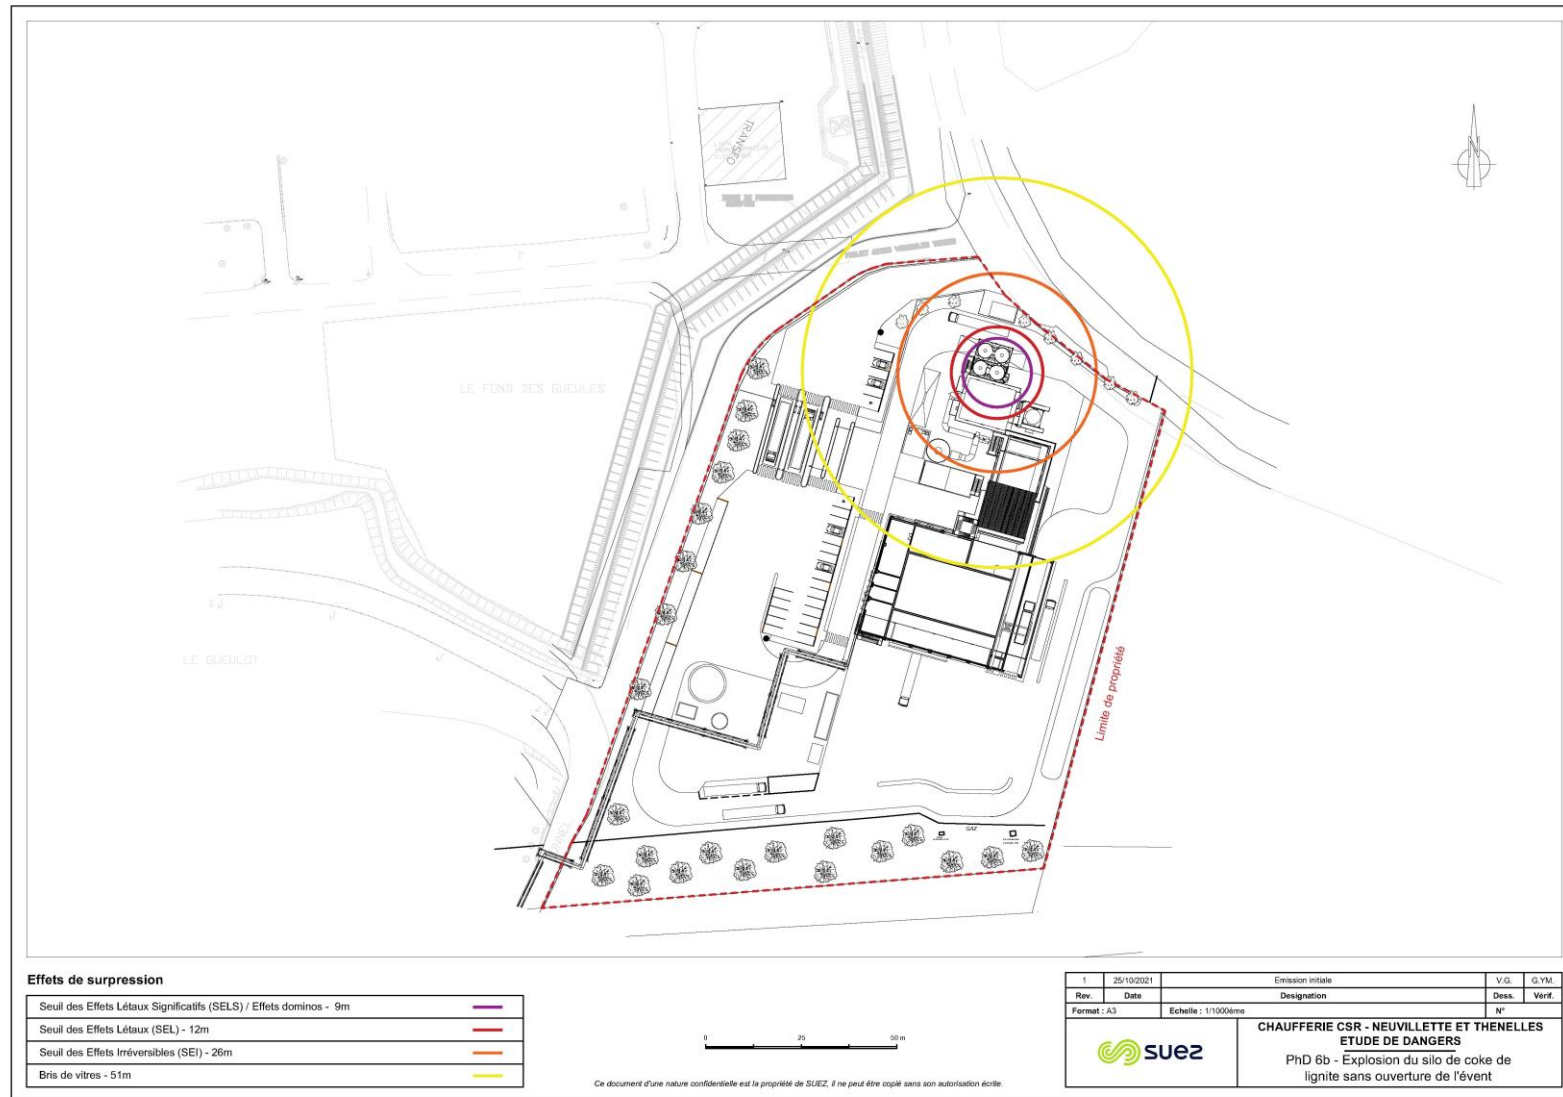 TRANSFO
LE FOND DES GUEULES
LE GUEULOT
Limite de propriété
GAZ
Effets de surpression
Seuil des Effets Létaux Significatifs (SELS) / Effets dominos - 9m
Seuil des Effets Létaux (SEL) - 12m
Seuil des Effets Irréversibles (SEI) - 26m
Bris de vitres - 51m
0 25 50 m
Ce document d'une nature confidentielle est la propriété de SUEZ, il ne peut être copié sans son autorisation écrite.
1 25/10/2021 Emission initiale V.G. G.YM.
Rev. Date Designation Dess. Vérif.
Format : A3 Echelle : 1/1000ème N°
suez
CHAUFFERIE CSR - NEUVILLETTE ET THENELLES
ETUDE DE DANGERS
PhD 6b - Explosion du silo de coke de
lignite sans ouverture de l'évent